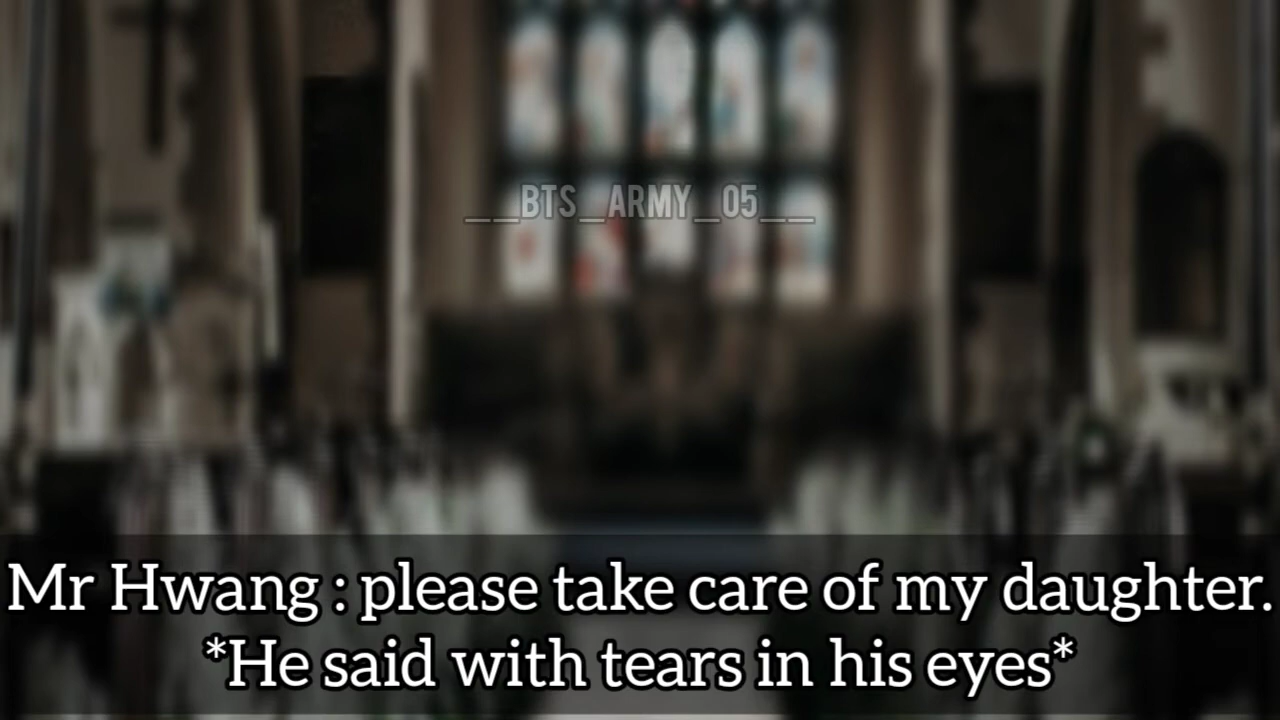 __BTS_ARMY_05__
Mr Hwang : please take care of my daughter.
*He said with tears in his eyes*